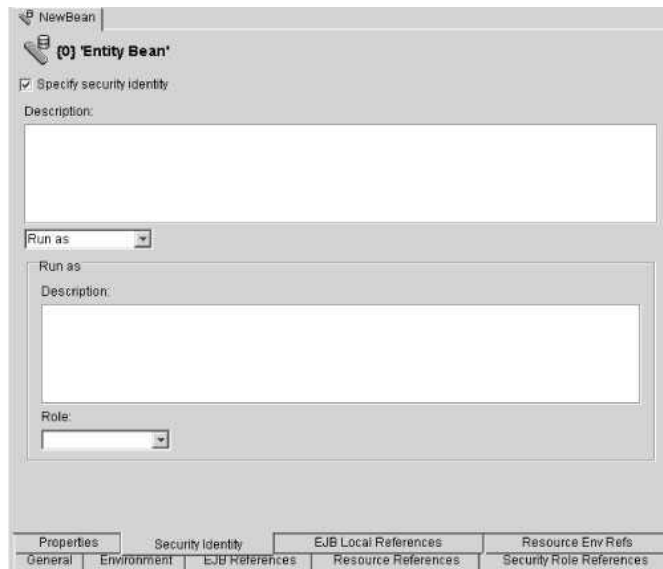 NewBean
{0} 'Entity Bean'
Specify security identity
Description:
Run as
Run as
Description:
Role:
Properties Security Identity EJB Local References Resource Env Refs
General Environment EJB References Resource References Security Role References